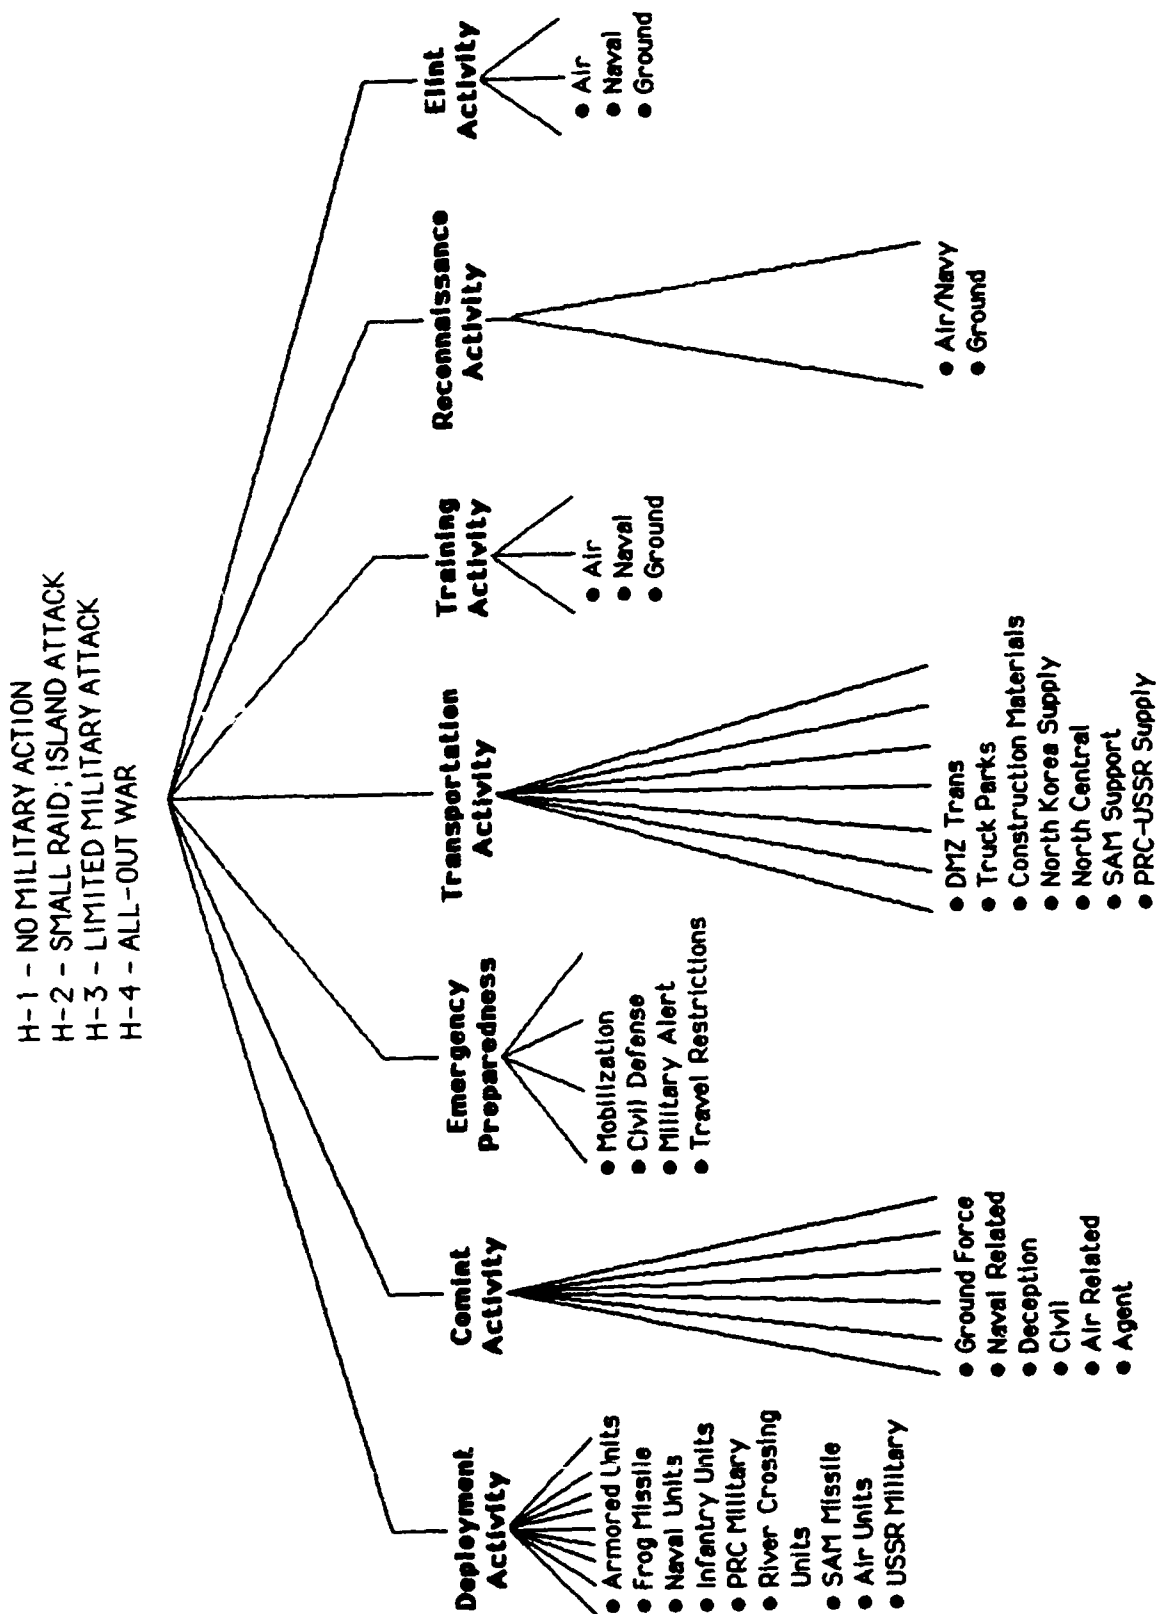 H-1 - NO MILITARY ACTION
H-2 - SMALL RAID; ISLAND ATTACK
H-3 - LIMITED MILITARY ATTACK
H-4 - ALL-OUT WAR
Deployment
Activity
● Armored Units
● Frog Missile
● Naval Units
● Infantry Units
● PRC Military
● River Crossing
Units
● SAM Missile
● Air Units
● USSR Military
Comint
Activity
● Ground Force
● Naval Related
● Deception
● Civil
● Air Related
● Agent
Emergency
Preparedness
● Mobilization
● Civil Defense
● Military Alert
● Travel Restrictions
Transportation
Activity
● DMZ Trans
● Truck Parks
● Construction Materials
● North Korea Supply
● North Central
● SAM Support
● PRC-USSR Supply
Training
Activity
● Air
● Naval
● Ground
Reconnaissance
Activity
● Air/Navy
● Ground
Elint
Activity
● Air
● Naval
● Ground